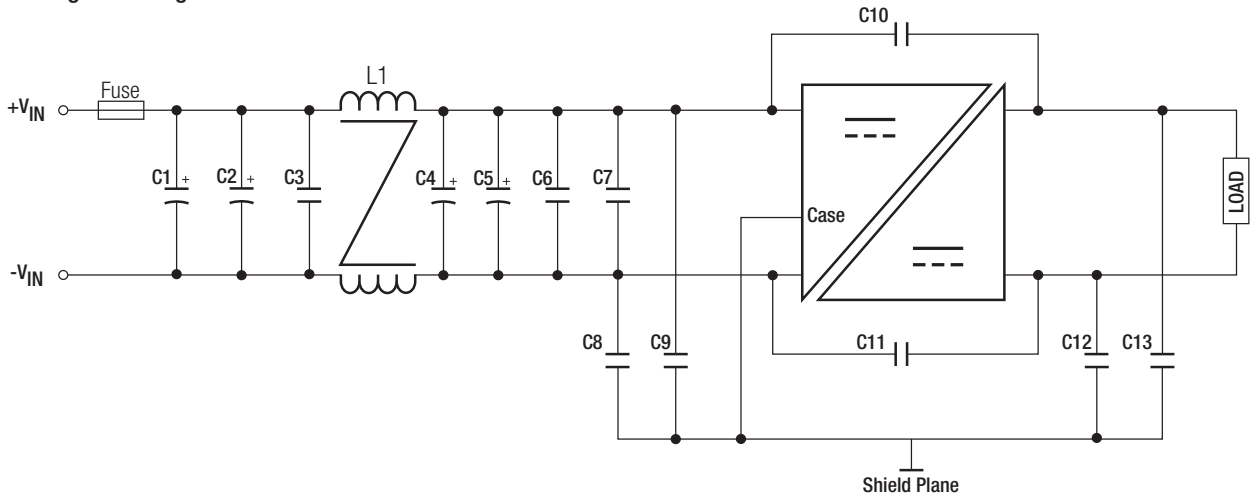 C10
L1
Fuse
+VIN
C1 +
C2 +
C3
C4 +
C5 +
C6
C7
Case
LOAD
-VIN
C8
C9
C11
C12
C13
Shield Plane